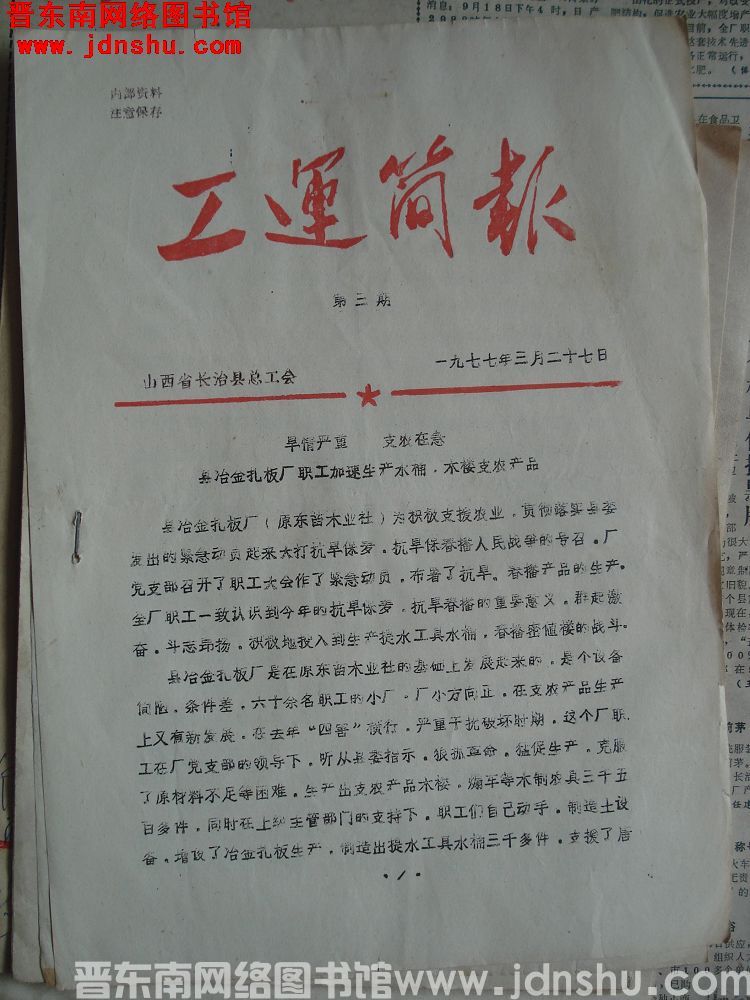 晋东南网络图书馆
www.jdnshu.com
内部资料
注意保存
工運简報
第三期
一九七七年三月二十七日
山西省长治县总工会
旱情严重 支农在急
县冶金扎板厂职工加速生产水桶，木楼支农产品
县冶金扎板厂（原东苗木业社）为积极支援农业，贯彻落实县委
发出的紧急动员起来大打抗旱保麦，抗旱保春播人民战争的号召。厂
党支部召开了职工大会作了紧急动员，布署了抗旱。春播产品的生产。
全厂职工一致认识到今年的抗旱保麦，抗旱春播的重要意义。群起激
奋。斗志昂扬。积极地投入到生产提水工具水桶，春播密植楼的战斗。
县冶金扎板厂是在原东苗木业社的基础上发展起来的。是个设备
简陋，条件差，六十余名职工的小厂。厂小方向正，在支农产品生产
上又有新发展。在去年“四害”横行，严重干扰破坏时期，这个厂职
工在厂党支部的领导下，听从县委指示。狠抓革命，猛促生产，克服
了原材料不足等困难。生产出支农产品木楼，辗车等木制农具三千五
百多件，同时在上级主管部门的支持下。职工们自己动手，制造土设
备，增设了冶金扎板生产，制造出提水工具水桶三千多件，支援了唐
·1·
晋东南网络图书馆www.jdnshu.com